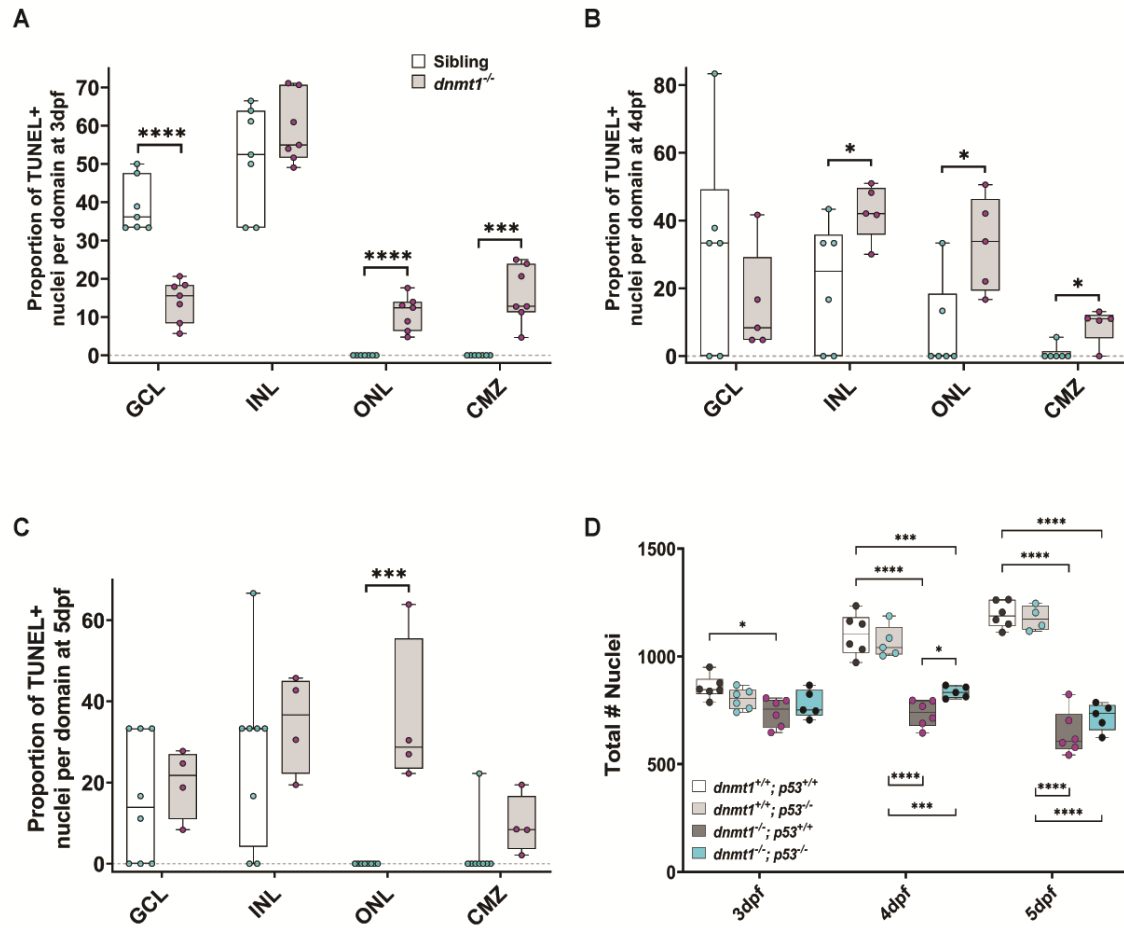 A
Sibling
dnmt1-/-
Proportion of TUNEL+
nuclei per domain at 3dpf
70
60
50
40
30
20
10
0
****
****
***
GCL
INL
ONL
CMZ
B
Proportion of TUNEL+
nuclei per domain at 4dpf
80
60
40
20
0
*
*
*
GCL
INL
ONL
CMZ
C
Proportion of TUNEL+
nuclei per domain at 5dpf
60
40
20
0
***
GCL
INL
ONL
CMZ
D
Total # Nuclei
1500
1000
500
0
*
***
****
*
****
***
****
****
****
****
dnmt1+/+; p53+/+
dnmt1+/+; p53-/-
dnmt1-/-; p53+/+
dnmt1-/-; p53-/-
3dpf
4dpf
5dpf